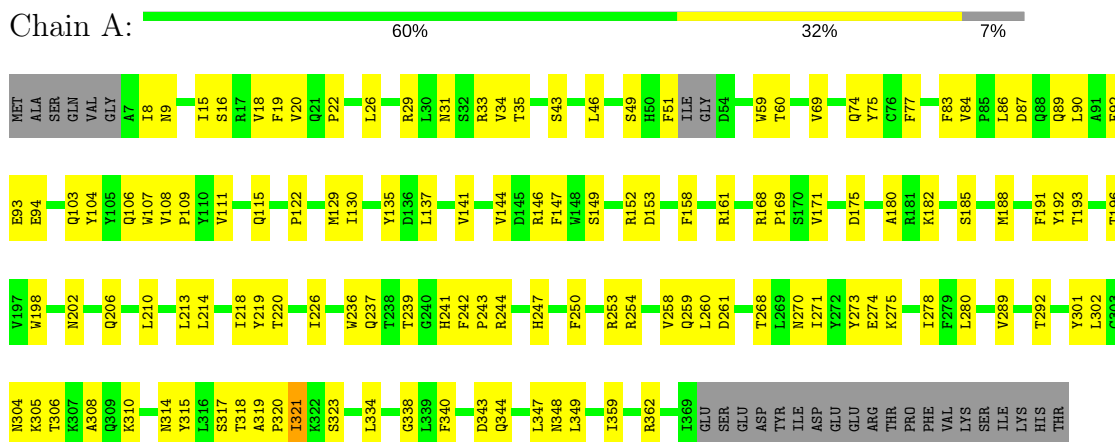 Chain A:
60% 32% 7%
MET ALA SER GLN VAL GLY A7 I8 N9 I15 S16 R17 V18 F19 V20 Q21 P22 L26 R29 L30 N31 S32 R33 V34 T35 S43 L46 S49 H50 F51 ILE GLY D54 W59 T60 V69 Q74 Y75 C76 F77 F83 V84 P85 L86 D87 Q88 Q89 L90 A91 E92
E93 E94 Q103 Y104 Y105 Q106 W107 V108 P109 Y110 V111 Q115 P122 M129 I130 Y135 D136 L137 V141 V144 D145 R146 F147 W148 S149 R152 D153 F158 R161 R168 P169 S170 V171 D175 A180 R181 K182 S185 M188 F191 Y192 T193 T196
V197 W198 N202 Q206 L210 L213 L214 I218 Y219 T220 I226 W236 Q237 T238 T239 G240 H241 F242 P243 R244 H247 F250 R253 R254 V258 Q259 L260 D261 T268 L269 N270 I271 Y272 Y273 E274 K275 I278 F279 L280 V289 T292 Y301 L302 G303
N304 K305 T306 K307 A308 Q309 K310 N314 Y315 L316 S317 T318 A319 P320 I321 K322 S323 L334 G338 L339 F340 D343 Q344 L347 N348 L349 I359 R362 I369 GLU SER GLU ASP TYR ILE ASP GLU GLU ARG THR PRO PHE VAL LYS SER ILE LYS HIS THR